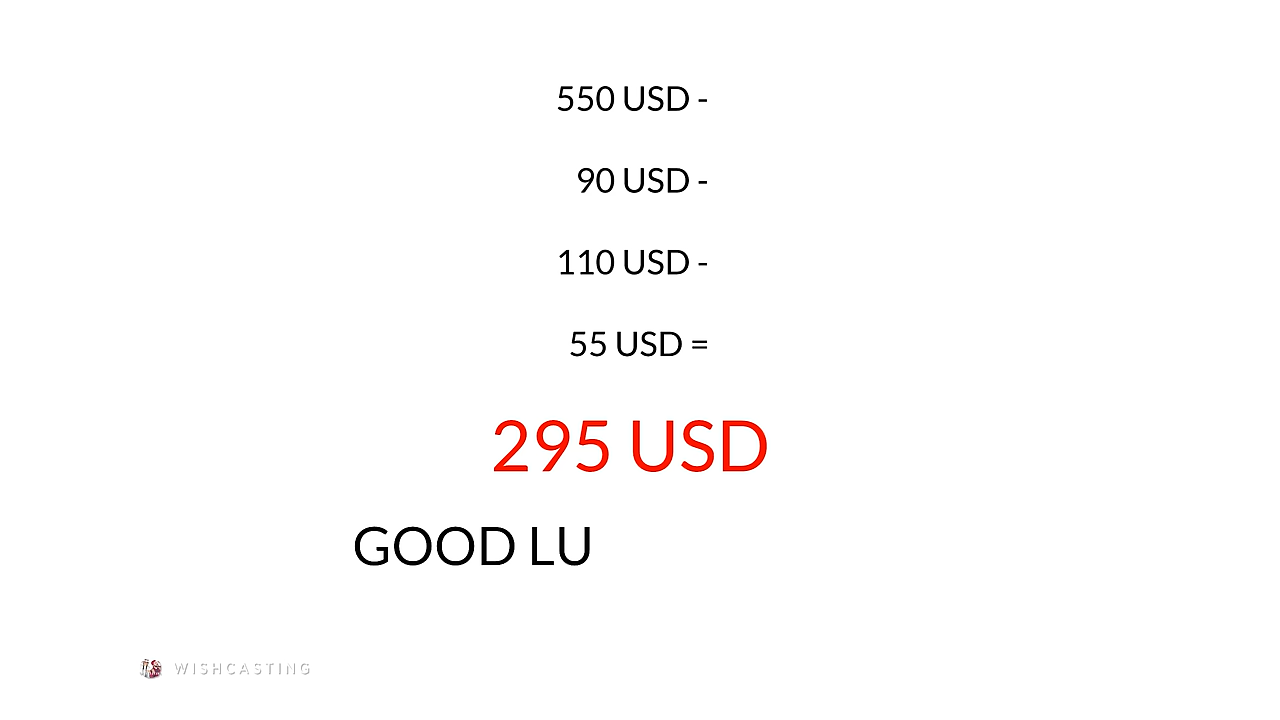 550 USD -
90 USD -
110 USD -
55 USD =
295 USD
GOOD LU
WISHCASTING